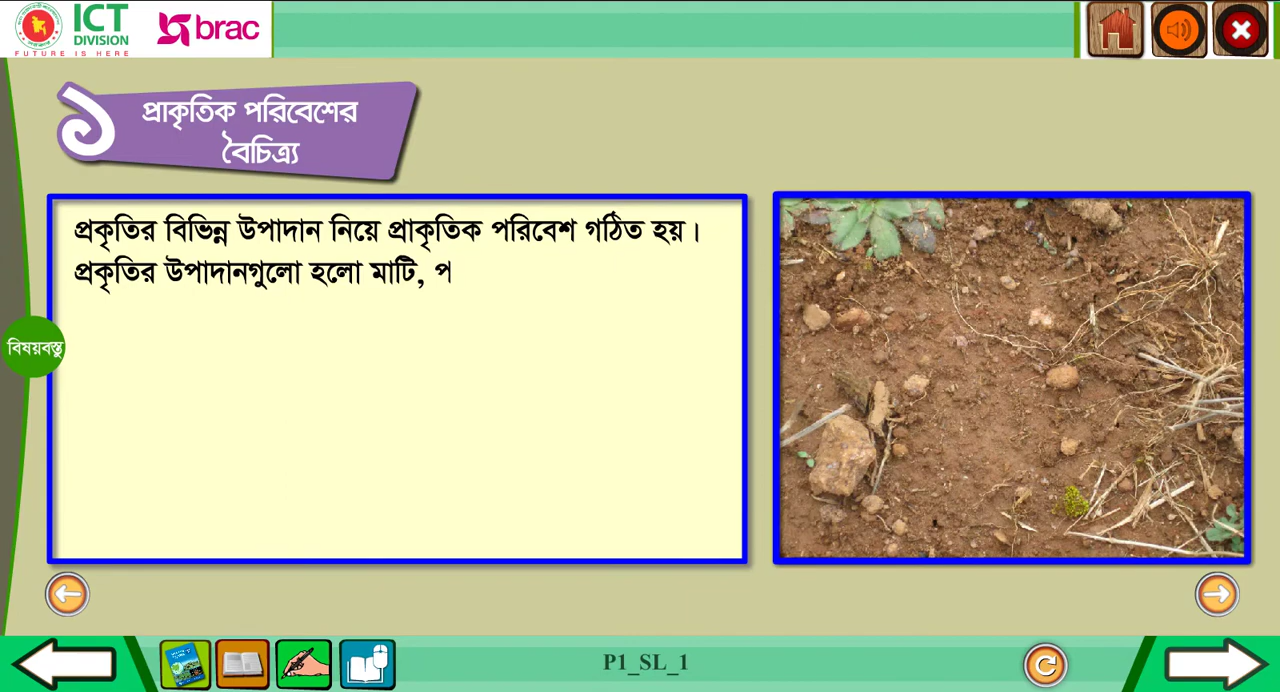 ICT
DIVISION
FUTURE IS HERE
brac
১
প্রাকৃতিক পরিবেশের
বৈচিত্র্য
প্রকৃতির বিভিন্ন উপাদান নিয়ে প্রাকৃতিক পরিবেশ গঠিত হয়।
প্রকৃতির উপাদানগুলো হলো মাটি, প
বিষয়বস্তু
P1_SL_1